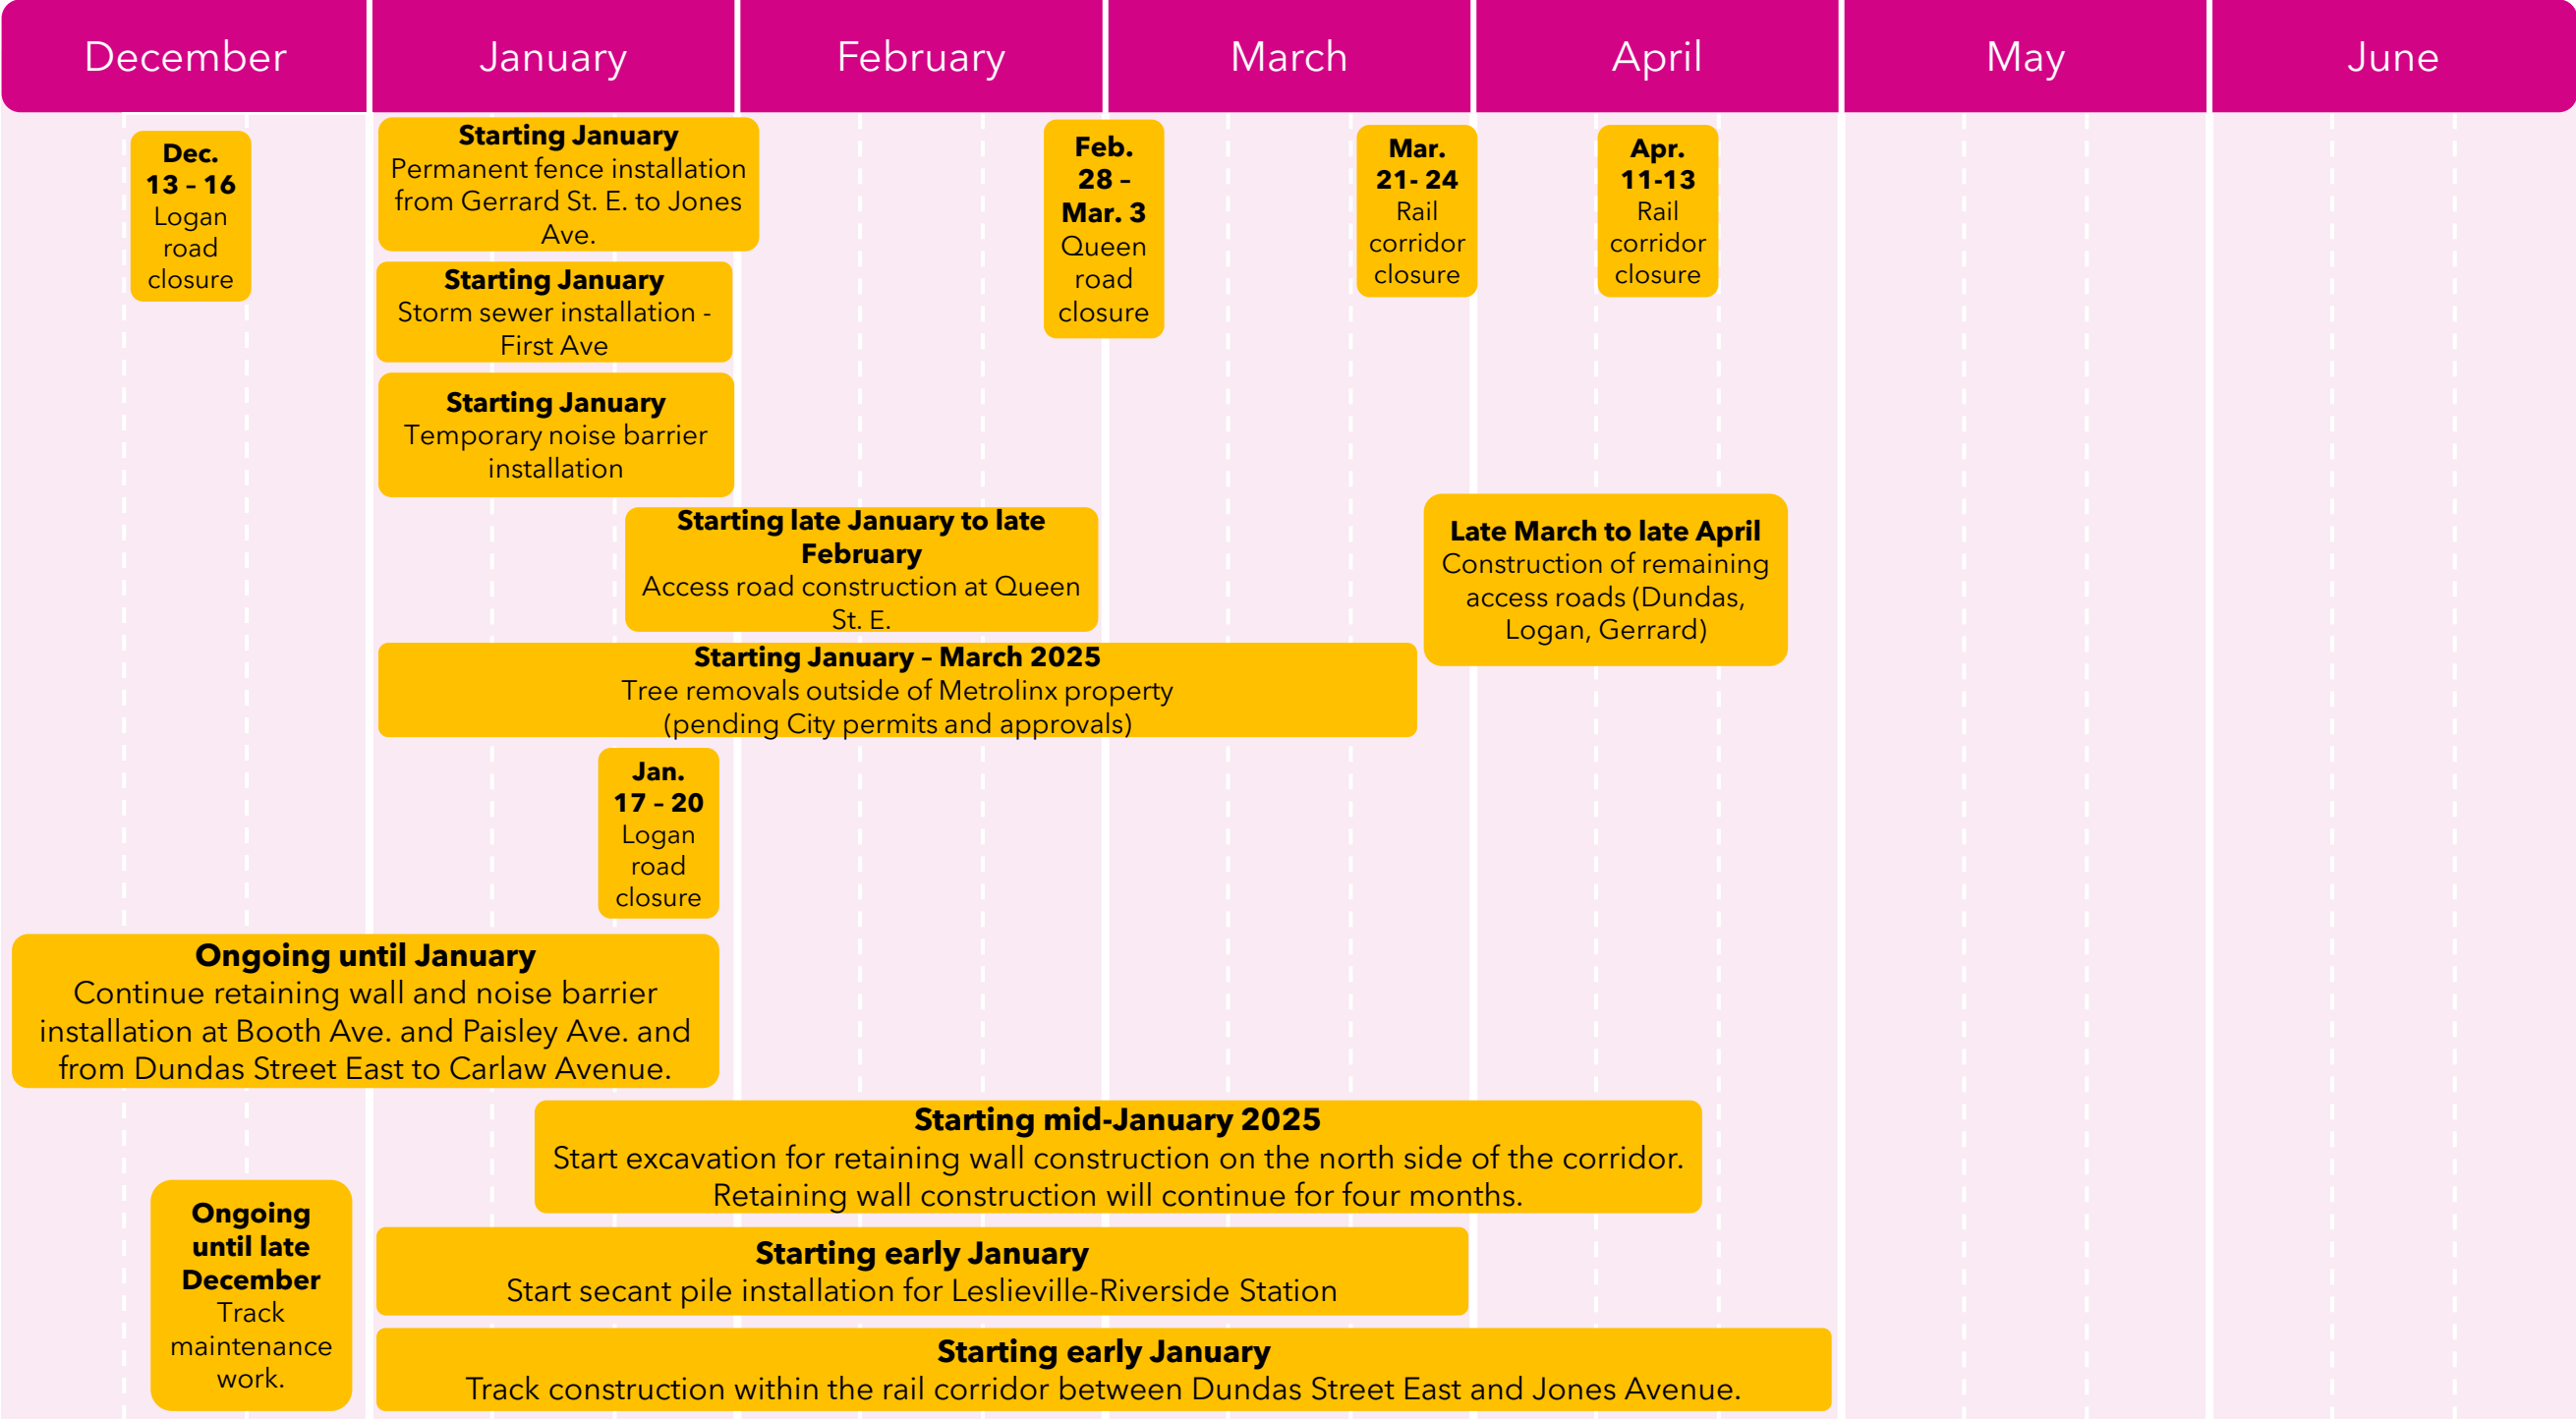 December
January
February
March
April
May
June
Dec.
13 – 16
Logan
road
closure
Starting January
Permanent fence installation
from Gerrard St. E. to Jones
Ave.
Feb.
28 –
Mar. 3
Queen
road
closure
Mar.
21- 24
Rail
corridor
closure
Apr.
11-13
Rail
corridor
closure
Starting January
Storm sewer installation -
First Ave
Starting January
Temporary noise barrier
installation
Starting late January to late
February
Access road construction at Queen
St. E.
Late March to late April
Construction of remaining
access roads (Dundas,
Logan, Gerrard)
Starting January – March 2025
Tree removals outside of Metrolinx property
(pending City permits and approvals)
Jan.
17 – 20
Logan
road
closure
Ongoing until January
Continue retaining wall and noise barrier
installation at Booth Ave. and Paisley Ave. and
from Dundas Street East to Carlaw Avenue.
Starting mid-January 2025
Start excavation for retaining wall construction on the north side of the corridor.
Retaining wall construction will continue for four months.
Ongoing
until late
December
Track
maintenance
work.
Starting early January
Start secant pile installation for Leslieville-Riverside Station
Starting early January
Track construction within the rail corridor between Dundas Street East and Jones Avenue.